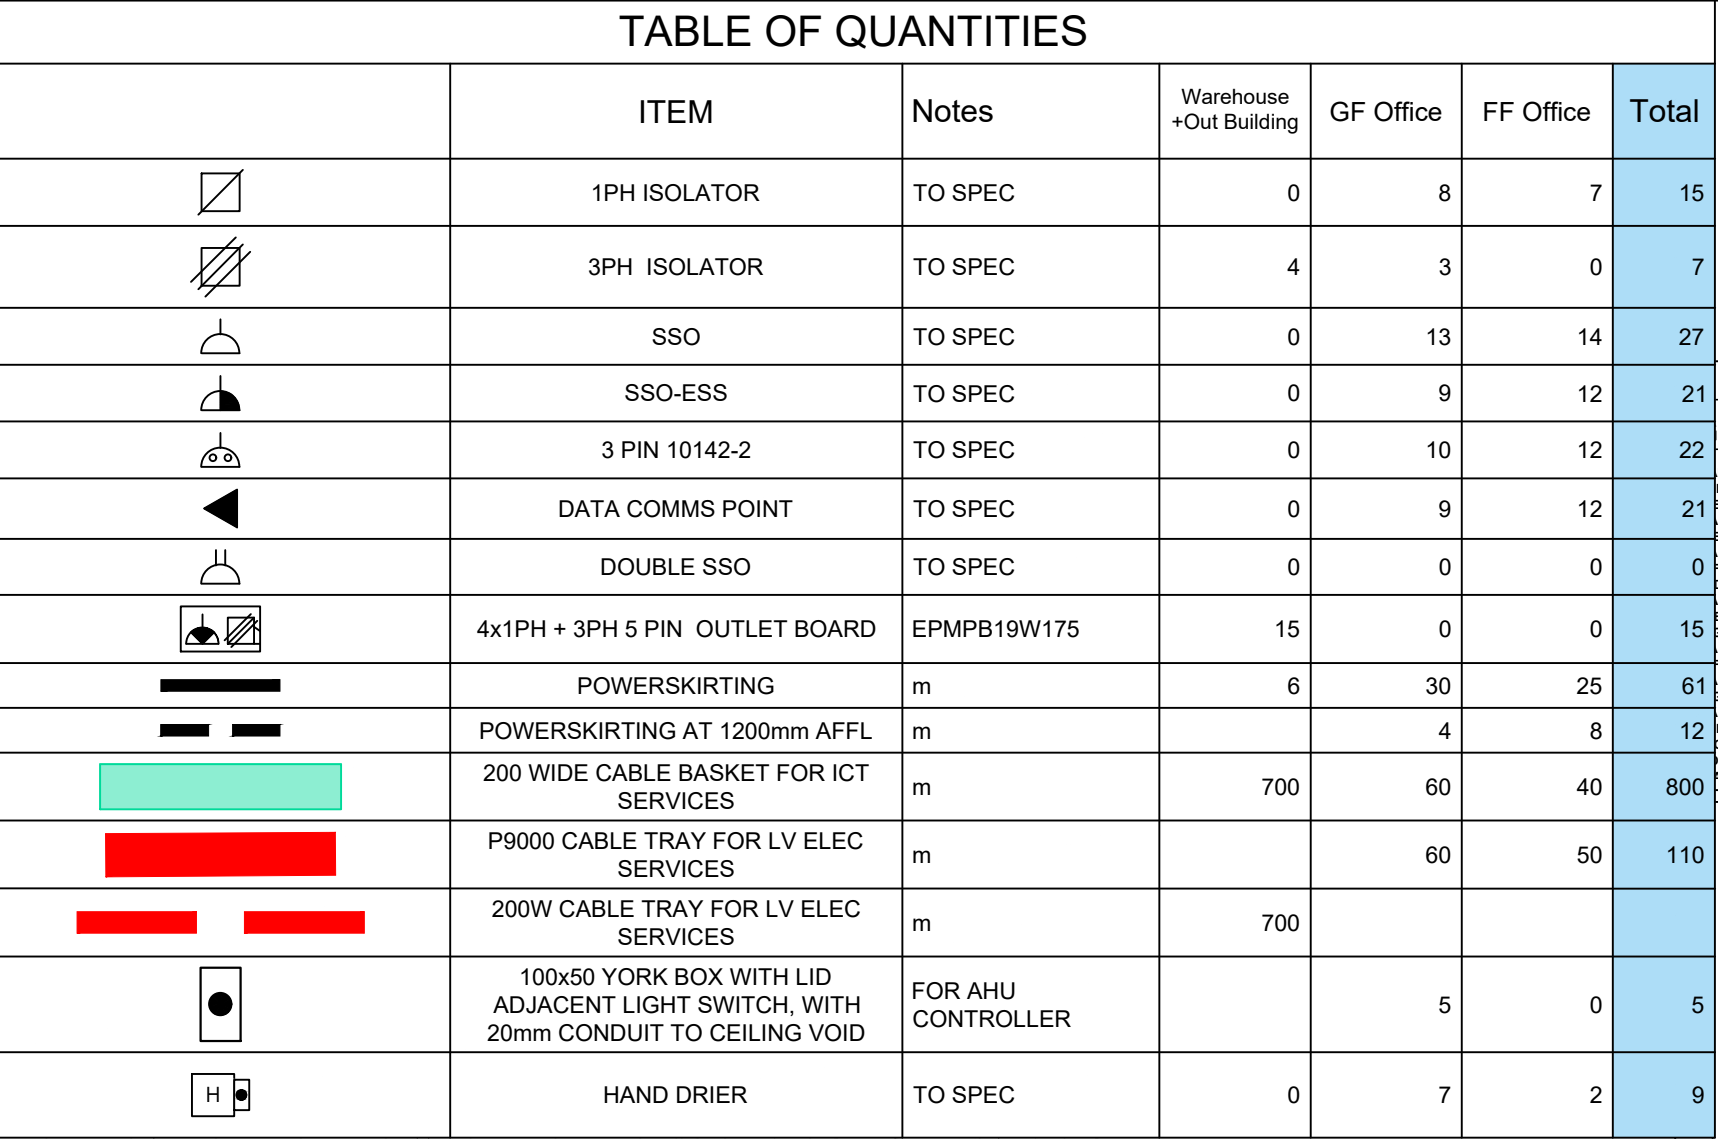 TABLE OF QUANTITIES
ITEM Notes Warehouse +Out Building GF Office FF Office Total
1PH ISOLATOR TO SPEC 0 8 7 15
3PH ISOLATOR TO SPEC 4 3 0 7
SSO TO SPEC 0 13 14 27
SSO-ESS TO SPEC 0 9 12 21
3 PIN 10142-2 TO SPEC 0 10 12 22
DATA COMMS POINT TO SPEC 0 9 12 21
DOUBLE SSO TO SPEC 0 0 0 0
4x1PH + 3PH 5 PIN OUTLET BOARD EPMPB19W175 15 0 0 15
POWERSKIRTING m 6 30 25 61
POWERSKIRTING AT 1200mm AFFL m 4 8 12
200 WIDE CABLE BASKET FOR ICT
SERVICES m 700 60 40 800
P9000 CABLE TRAY FOR LV ELEC
SERVICES m 60 50 110
200W CABLE TRAY FOR LV ELEC
SERVICES m 700
100x50 YORK BOX WITH LID
ADJACENT LIGHT SWITCH, WITH
20mm CONDUIT TO CEILING VOID
FOR AHU
CONTROLLER 5 0 5
H HAND DRIER TO SPEC 0 7 2 9